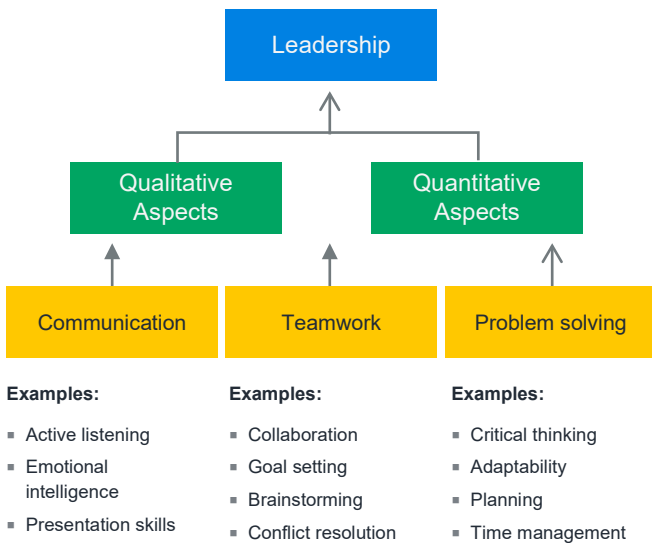 Leadership
Qualitative
Aspects
Quantitative
Aspects
Communication
Teamwork
Problem solving
Examples:
▪ Active listening
▪ Emotional
intelligence
▪ Presentation skills
Examples:
▪ Collaboration
▪ Goal setting
▪ Brainstorming
▪ Conflict resolution
Examples:
▪ Critical thinking
▪ Adaptability
▪ Planning
▪ Time management